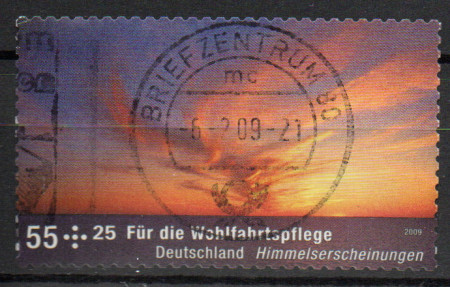 BRIEFZENTRUM 80
mc
-6.-2.09-21
55+25 Für die Wohlfahrtspflege
2009
Deutschland Himmelserscheinungen